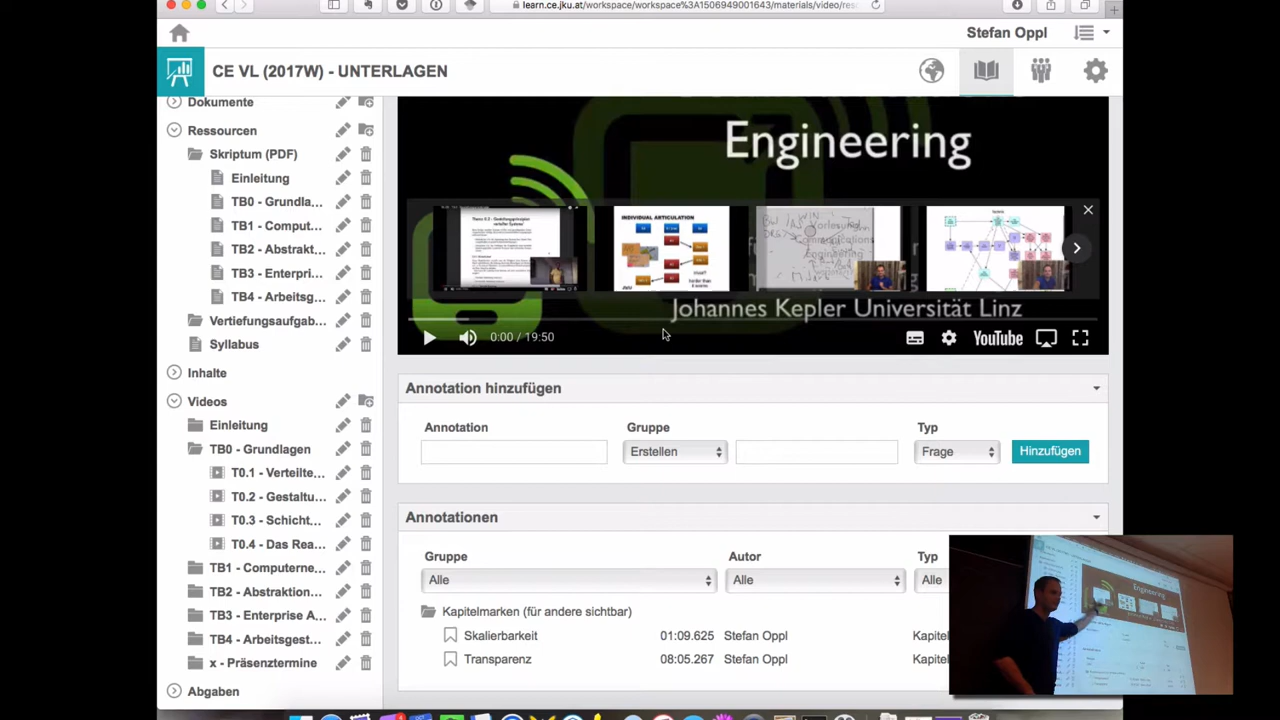 learn.ce.jku.at/workspace/workspace%3A1506949001643/materials/video/res
Stefan Oppl
CE VL (2017W) - UNTERLAGEN
Dokumente
Ressourcen
Skriptum (PDF)
Einleitung
TB0 - Grundla...
TB1 - Comput...
TB2 - Abstrakt...
TB3 - Enterpri...
TB4 - Arbeitsg...
Vertiefungsaufgab...
Syllabus
Inhalte
Videos
Einleitung
TB0 - Grundlagen
T0.1 - Verteilte...
T0.2 - Gestaltu...
T0.3 - Schicht...
T0.4 - Das Rea...
TB1 - Computerne...
TB2 - Abstraktion...
TB3 - Enterprise A...
TB4 - Arbeitsgest...
x - Präsenztermine
Abgaben
Engineering
INDIVIDUAL ARTICULATION
Johannes Kepler Universität Linz
0:00 / 19:50
YouTube
Annotation hinzufügen
Annotation Gruppe Typ
Erstellen Frage Hinzufügen
Annotationen
Gruppe Autor Typ
Alle Alle Alle
Kapitelmarken (für andere sichtbar)
Skalierbarkeit 01:09.625 Stefan Oppl Kapitel
Transparenz 08:05.267 Stefan Oppl Kapitel
Engineering